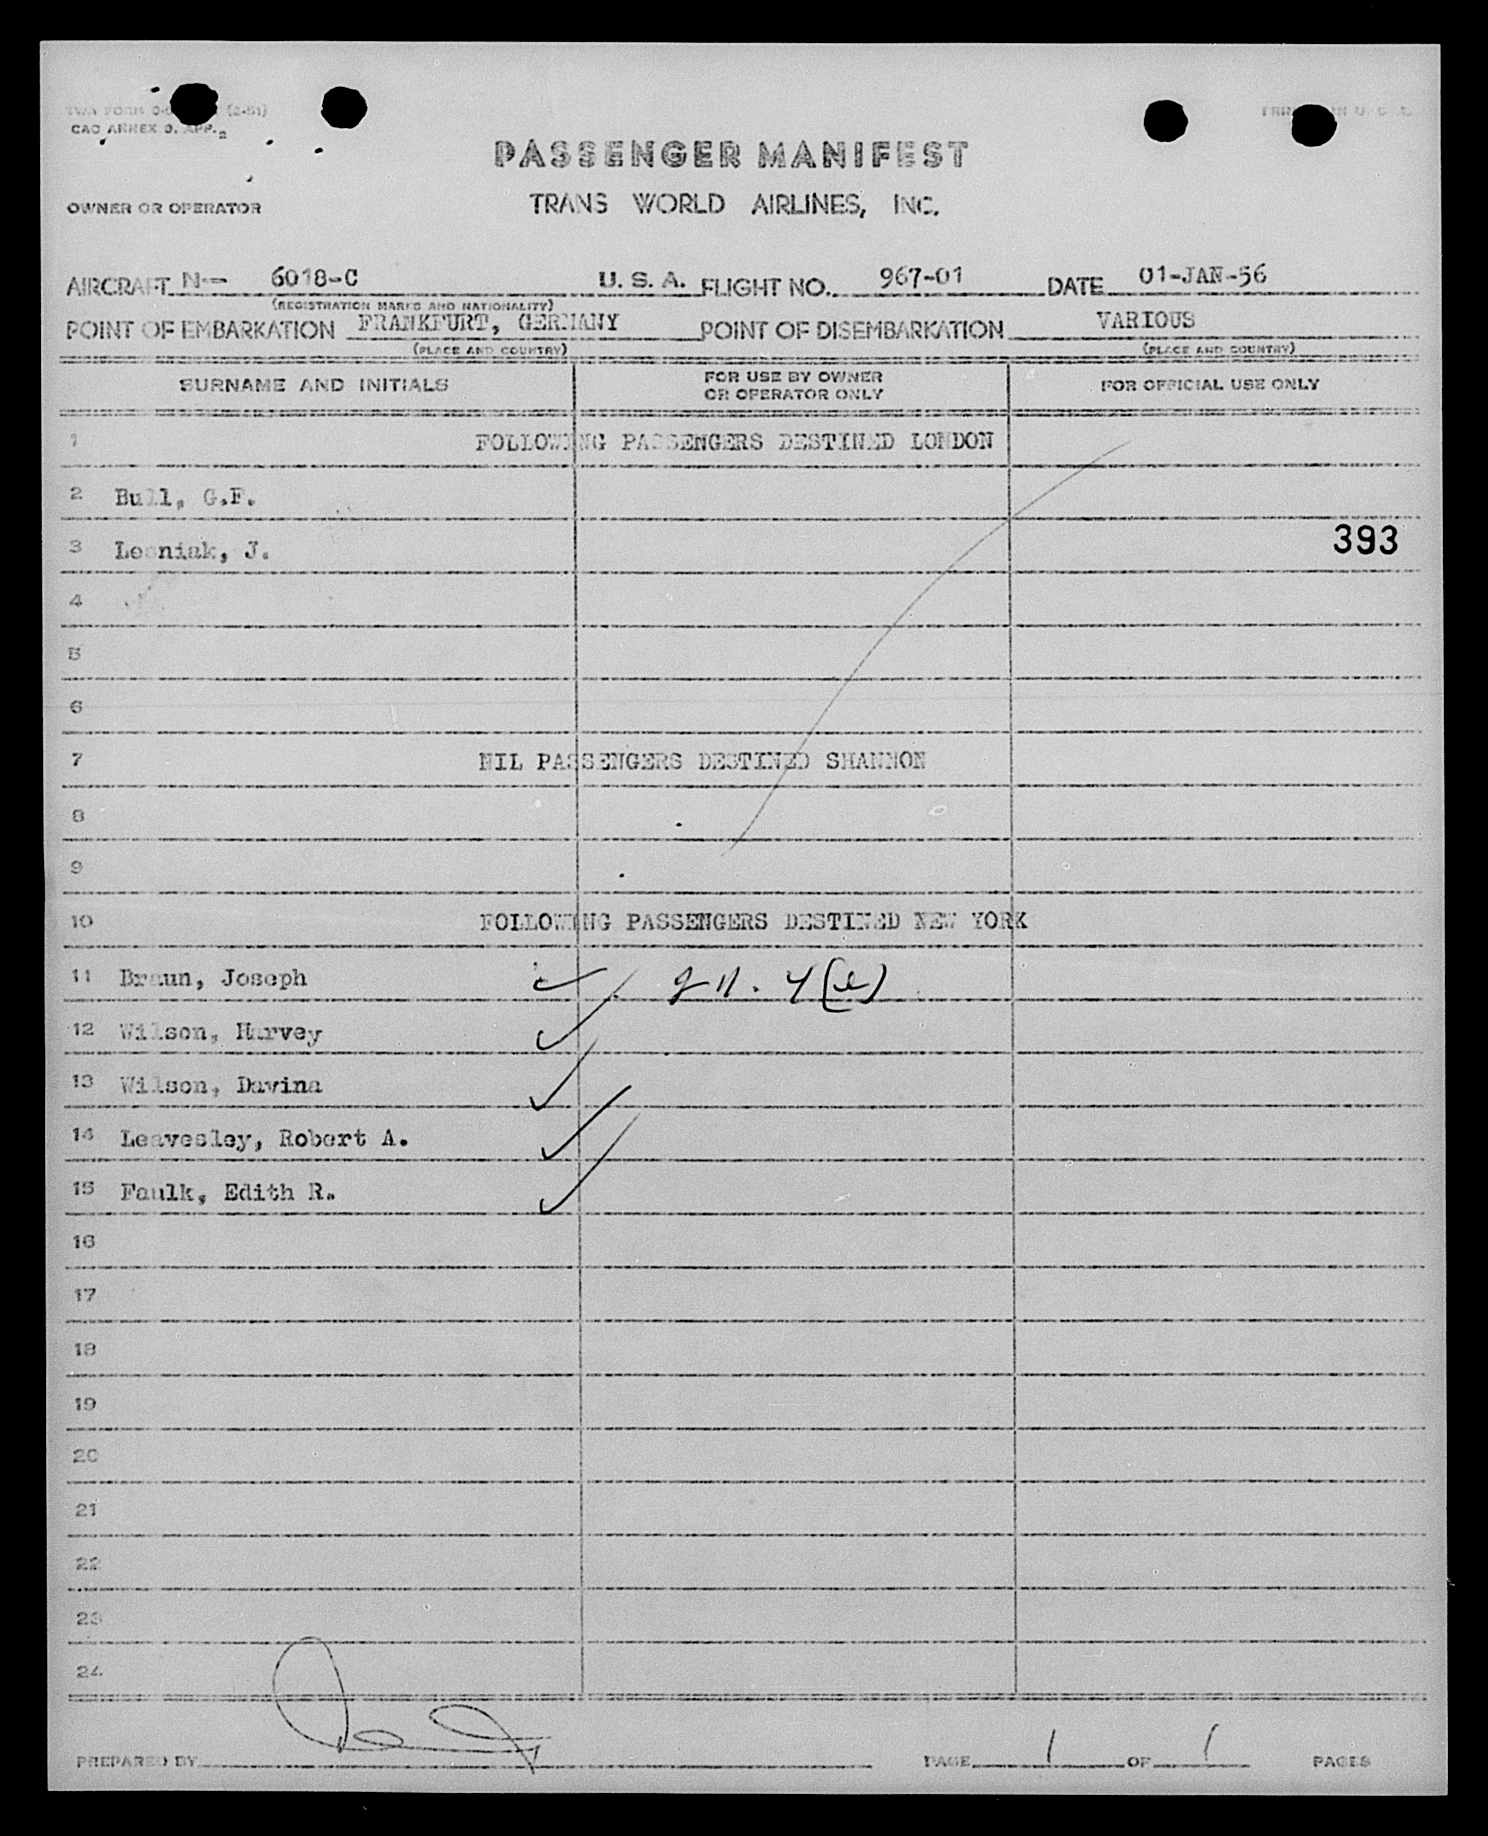 TWA FORM (2-51)
CAO ANNEX 9. APP. 2
PRINTED IN U. S. A.
PASSENGER MANIFEST
OWNER OR OPERATOR TRANS WORLD AIRLINES, INC.
AIRCRAFT N-- 6018-C U. S. A. FLIGHT NO. 967-01 DATE 01-JAN-56
(REGISTRATION MARKS AND NATIONALITY)
POINT OF EMBARKATION FRANKFURT, GERMANY POINT OF DISEMBARKATION VARIOUS
(PLACE AND COUNTRY) (PLACE AND COUNTRY)
SURNAME AND INITIALS FOR USE BY OWNER OR OPERATOR ONLY FOR OFFICIAL USE ONLY
1 FOLLOWING PASSENGERS DESTINED LONDON
2 Bull, G.F.
3 Lesniak, J. 393
4
5
6
7 NIL PASSENGERS DESTINED SHANNON
8
9
10 FOLLOWING PASSENGERS DESTINED NEW YORK
11 Braun, Joseph
12 Wilson, Harvey
13 Wilson, Davina
14 Leavesley, Robert A.
15 Faulk, Edith R.
16
17
18
19
20
21
22
23
24
PREPARED BY PAGE 1 OF 1 PAGES